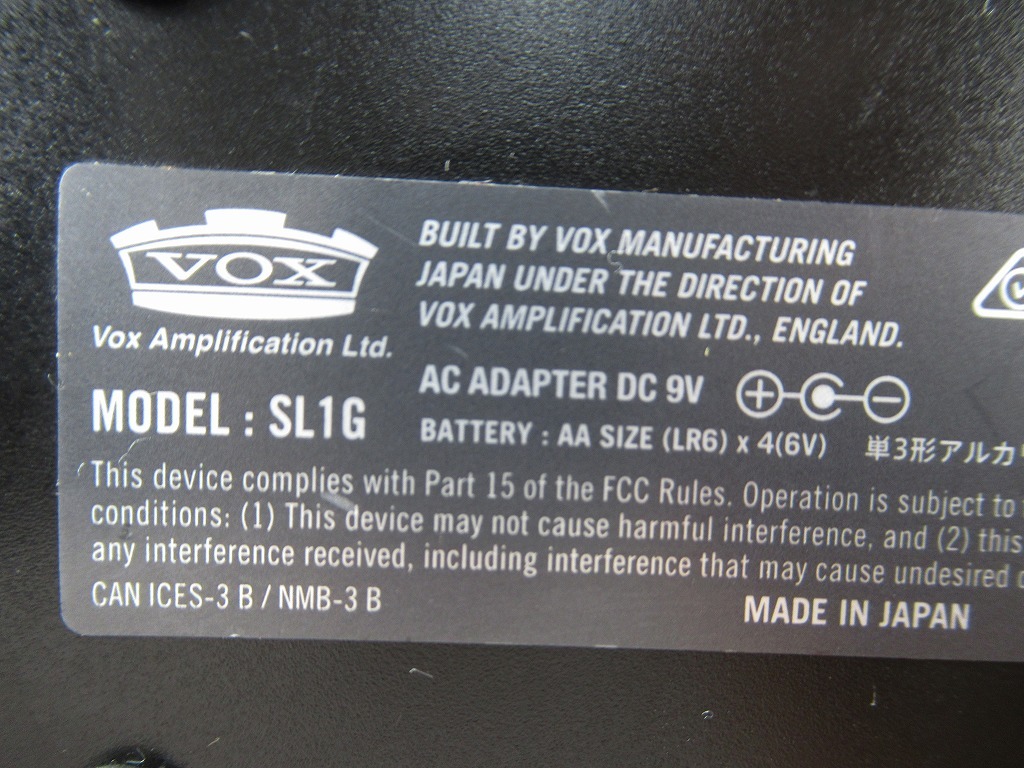 VOX
Vox Amplification Ltd.
MODEL : SL1G
BUILT BY VOX MANUFACTURING
JAPAN UNDER THE DIRECTION OF
VOX AMPLIFICATION LTD., ENGLAND.
AC ADAPTER DC 9V
BATTERY : AA SIZE (LR6) x 4(6V) 単3形アルカ
This device complies with Part 15 of the FCC Rules. Operation is subject to
conditions: (1) This device may not cause harmful interference, and (2) this
any interference received, including interference that may cause undesired
CAN ICES-3 B / NMB-3 B
MADE IN JAPAN